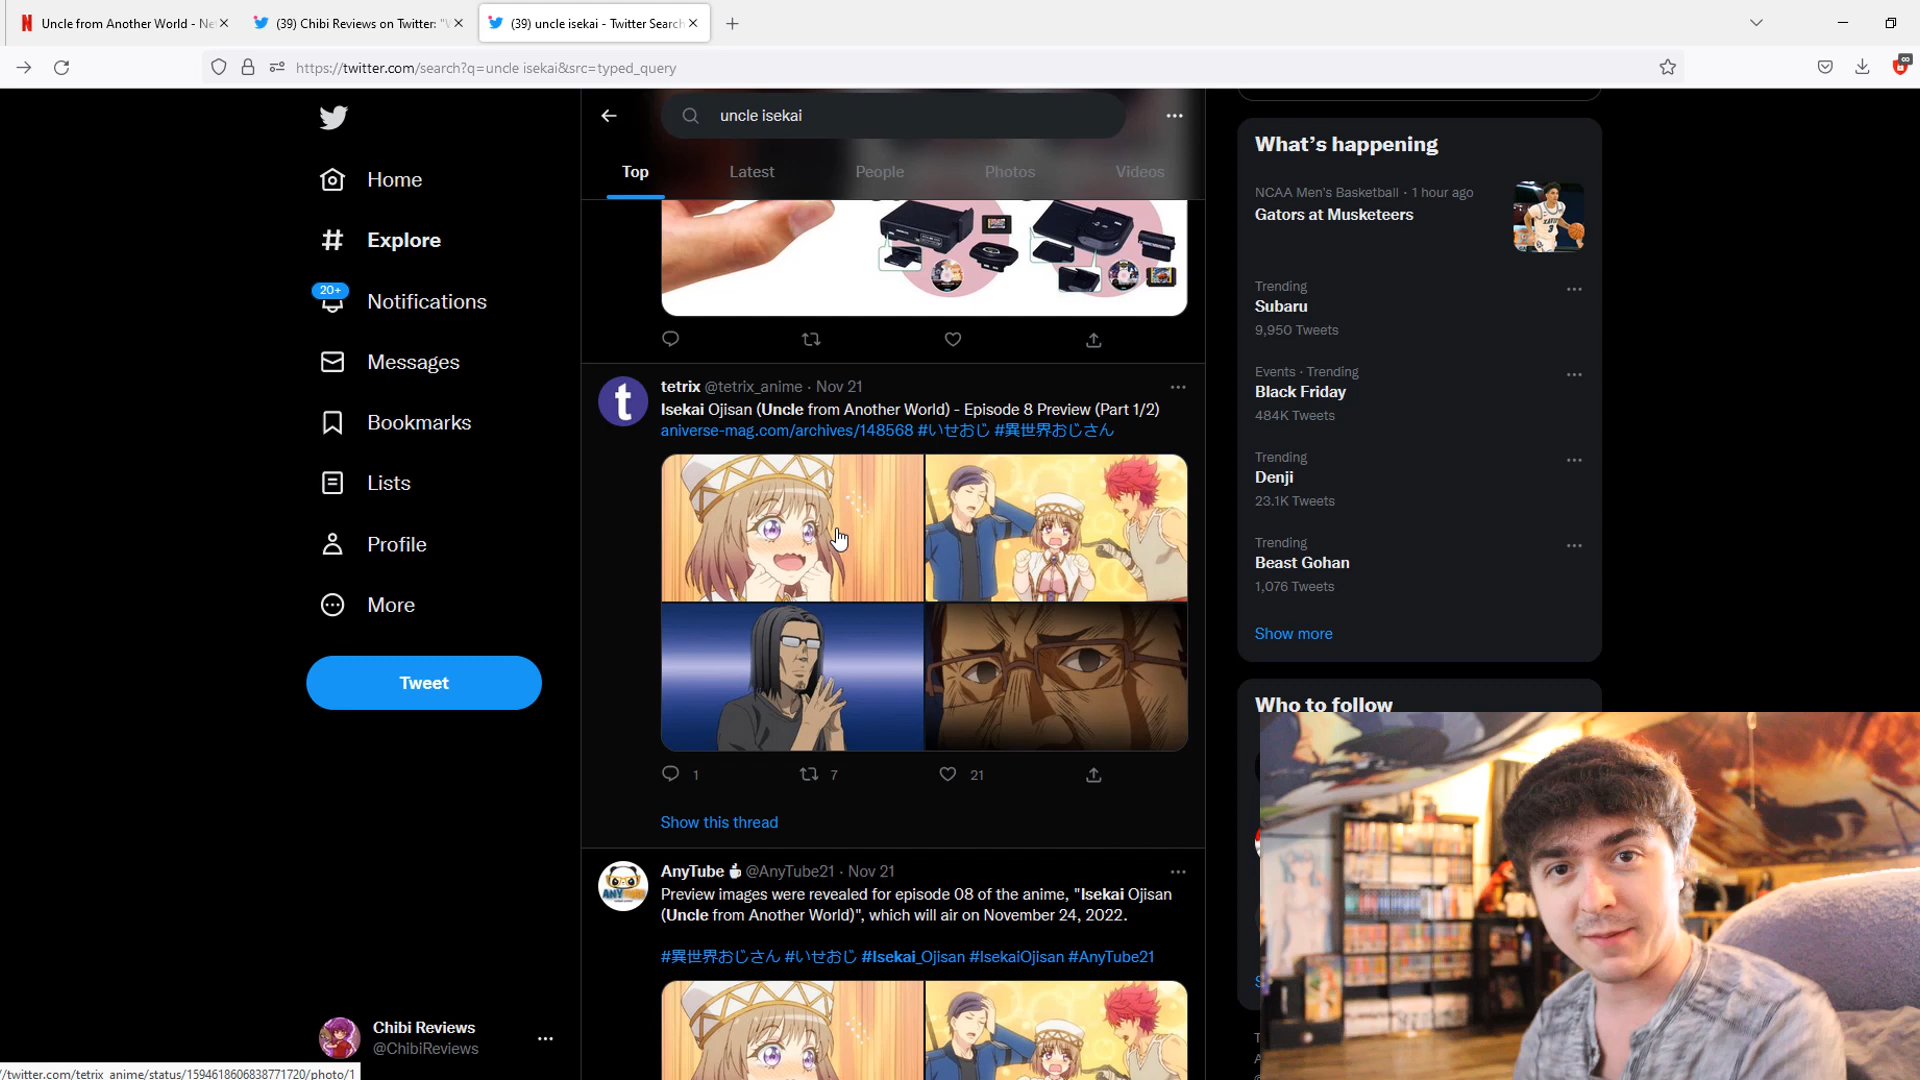 Uncle from Another World - Ne
(39) Chibi Reviews on Twitter: "W
(39) uncle isekai - Twitter Search
https://twitter.com/search?q=uncle isekai&src=typed_query
Home
Explore
20+
Notifications
Messages
Bookmarks
Lists
Profile
More
Tweet
Chibi Reviews
@ChibiReviews
uncle isekai
Top
Latest
People
Photos
Videos
tetrix @tetrix_anime · Nov 21
Isekai Ojisan (Uncle from Another World) - Episode 8 Preview (Part 1/2)
aniverse-mag.com/archives/148568 #いせおじ #異世界おじさん
t
1
7
21
Show this thread
AnyTube @AnyTube21 · Nov 21
Preview images were revealed for episode 08 of the anime, "Isekai Ojisan
(Uncle from Another World)", which will air on November 24, 2022.
#異世界おじさん #いせおじ #Isekai_Ojisan #IsekaiOjisan #AnyTube21
What's happening
NCAA Men's Basketball · 1 hour ago
Gators at Musketeers
Trending
Subaru
9,950 Tweets
Events · Trending
Black Friday
484K Tweets
Trending
Denji
23.1K Tweets
Trending
Beast Gohan
1,076 Tweets
Show more
Who to follow
/twitter.com/tetrix_anime/status/1594618606838771720/photo/1